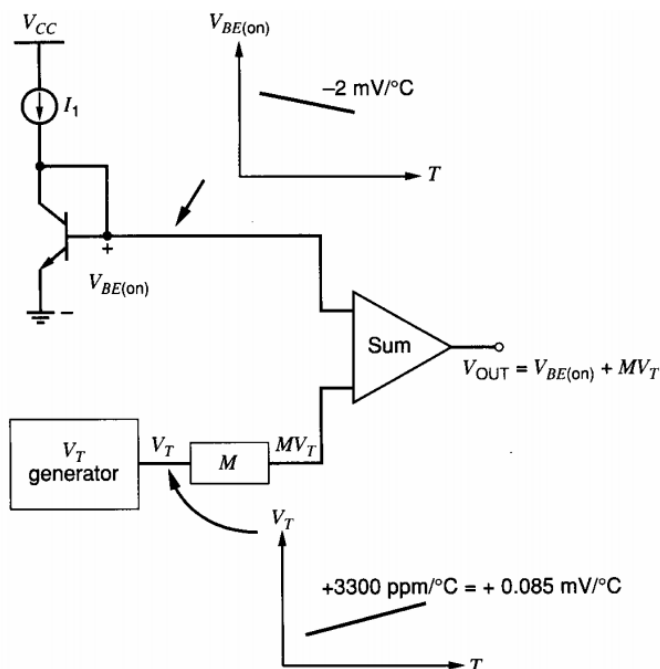 V_CC
I_1
V_BE(on)
−2 mV/°C
T
+
V_BE(on)
−
Sum
V_OUT = V_BE(on) + MV_T
V_T
generator
V_T
M
MV_T
V_T
+3300 ppm/°C = + 0.085 mV/°C
T